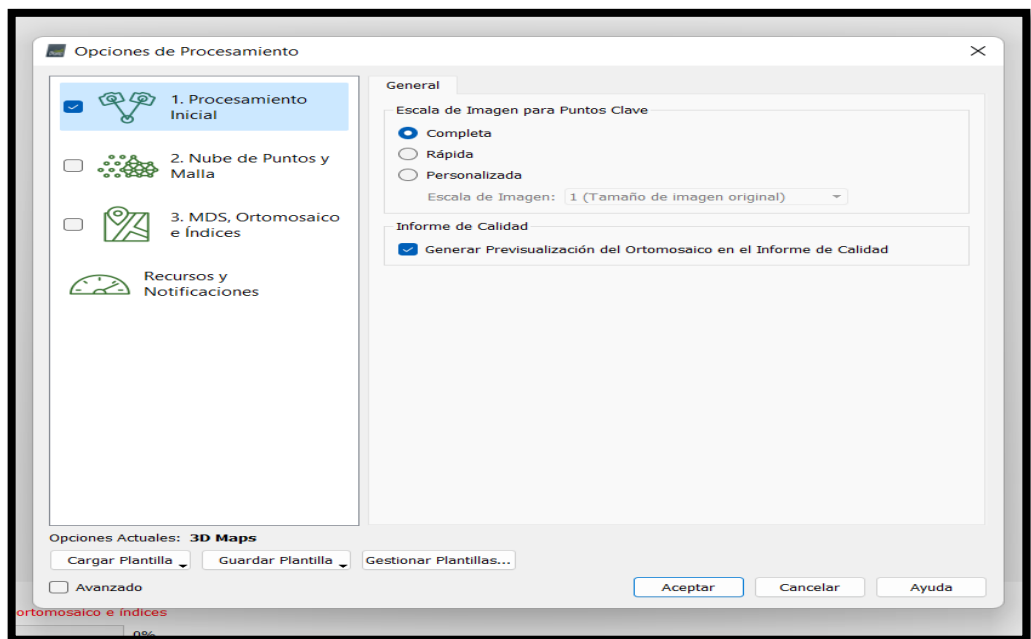 Opciones de Procesamiento
1. Procesamiento
Inicial
2. Nube de Puntos y
Malla
3. MDS, Ortomosaico
e Índices
Recursos y
Notificaciones
General
Escala de Imagen para Puntos Clave
Completa
Rápida
Personalizada
Escala de Imagen: 1 (Tamaño de imagen original)
Informe de Calidad
Generar Previsualización del Ortomosaico en el Informe de Calidad
Opciones Actuales: 3D Maps
Cargar Plantilla
Guardar Plantilla
Gestionar Plantillas...
Avanzado
Aceptar
Cancelar
Ayuda
ortomosaico e índices
0%